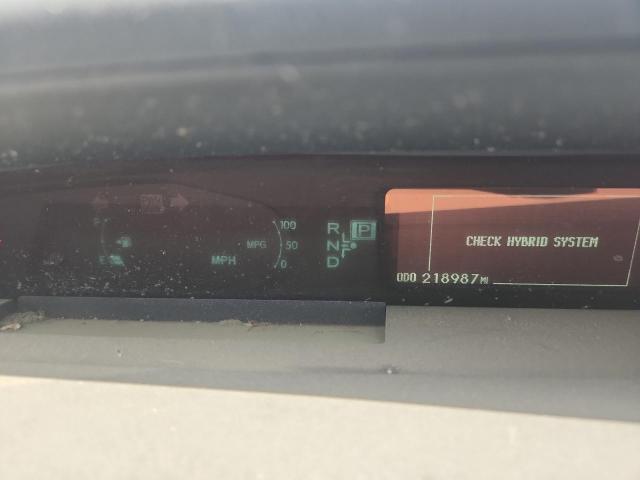 100
MPG 50
E MPH 0
R P
N
D
CHECK HYBRID SYSTEM
ODO 218987 MI